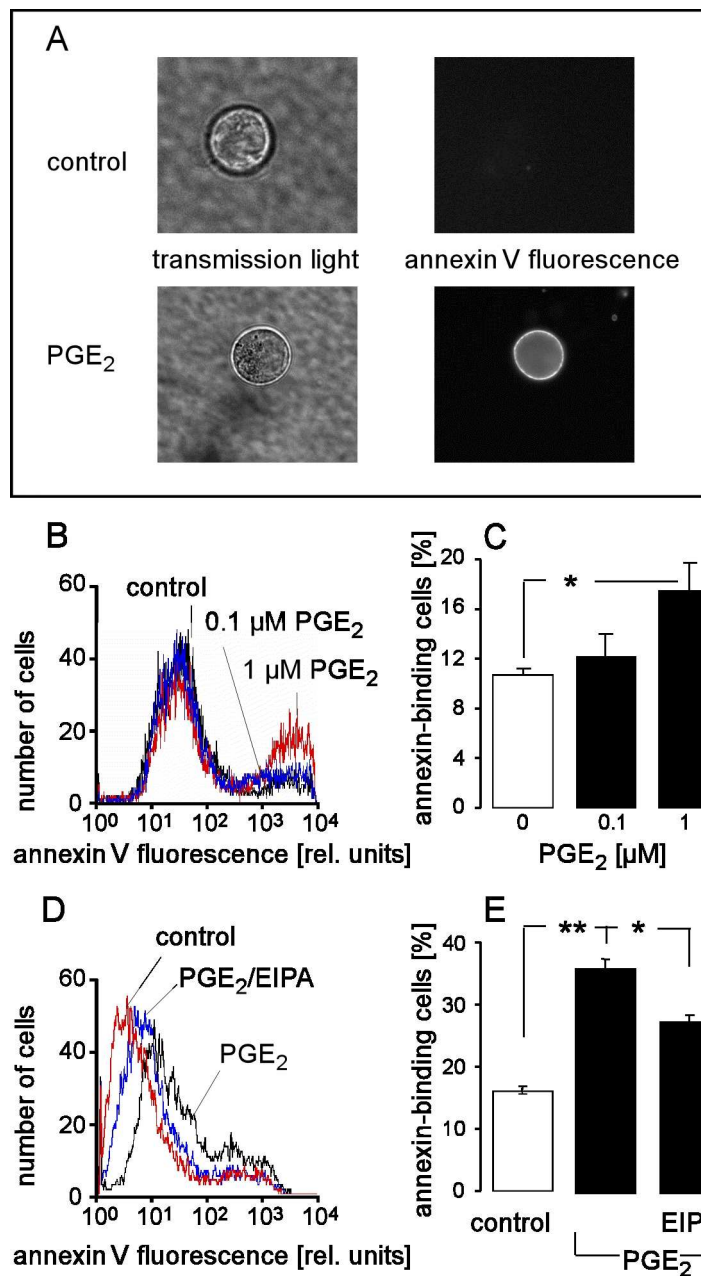 A
control
transmission light annexin V fluorescence
PGE2
B
60
40
20
0
number of cells
control
0.1 µM PGE2
1 µM PGE2
10^0 10^1 10^2 10^3 10^4
annexin V fluorescence [rel. units]
C
annexin-binding cells [%]
20
16
12
8
4
0
*
0 0.1 1
PGE2 [µM]
D
60
40
20
0
number of cells
control
PGE2/EIPA
PGE2
10^0 10^1 10^2 10^3 10^4
annexin V fluorescence [rel. units]
E
annexin-binding cells [%]
40
30
20
10
0
** *
control EIP
PGE2